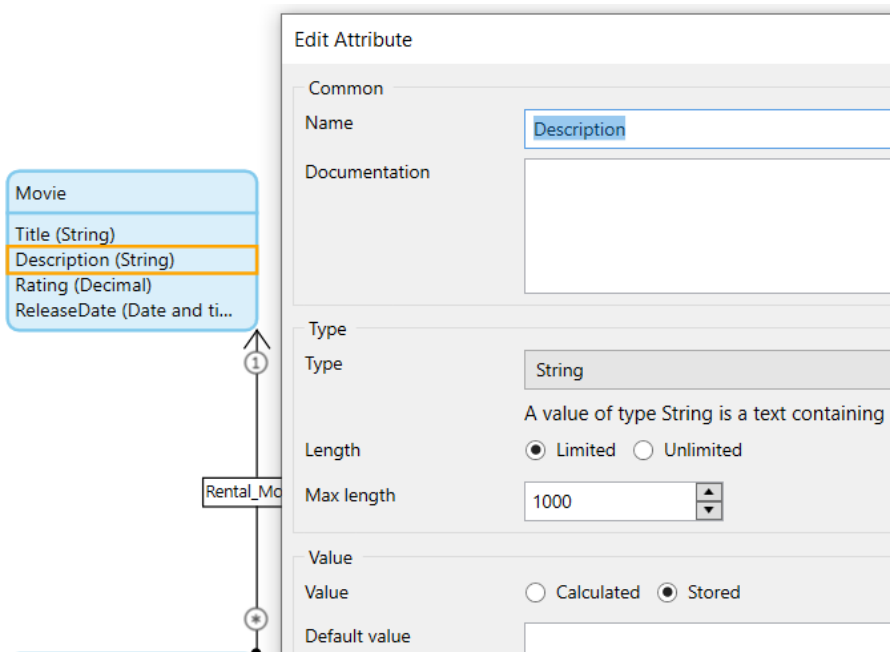 Edit Attribute
Common
Name
Description
Documentation
Movie
Title (String)
Description (String)
Rating (Decimal)
ReleaseDate (Date and ti...
1
Rental_Mo
*
Type
Type
String
A value of type String is a text containing
Length
Limited Unlimited
Max length
1000
Value
Value
Calculated Stored
Default value